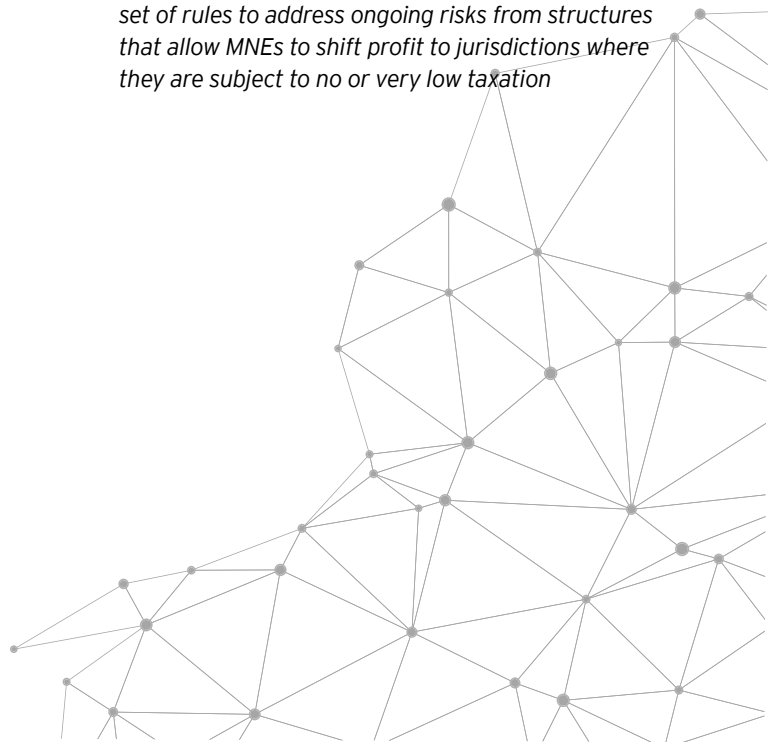 set of rules to address ongoing risks from structures
that allow MNEs to shift profit to jurisdictions where
they are subject to no or very low taxation